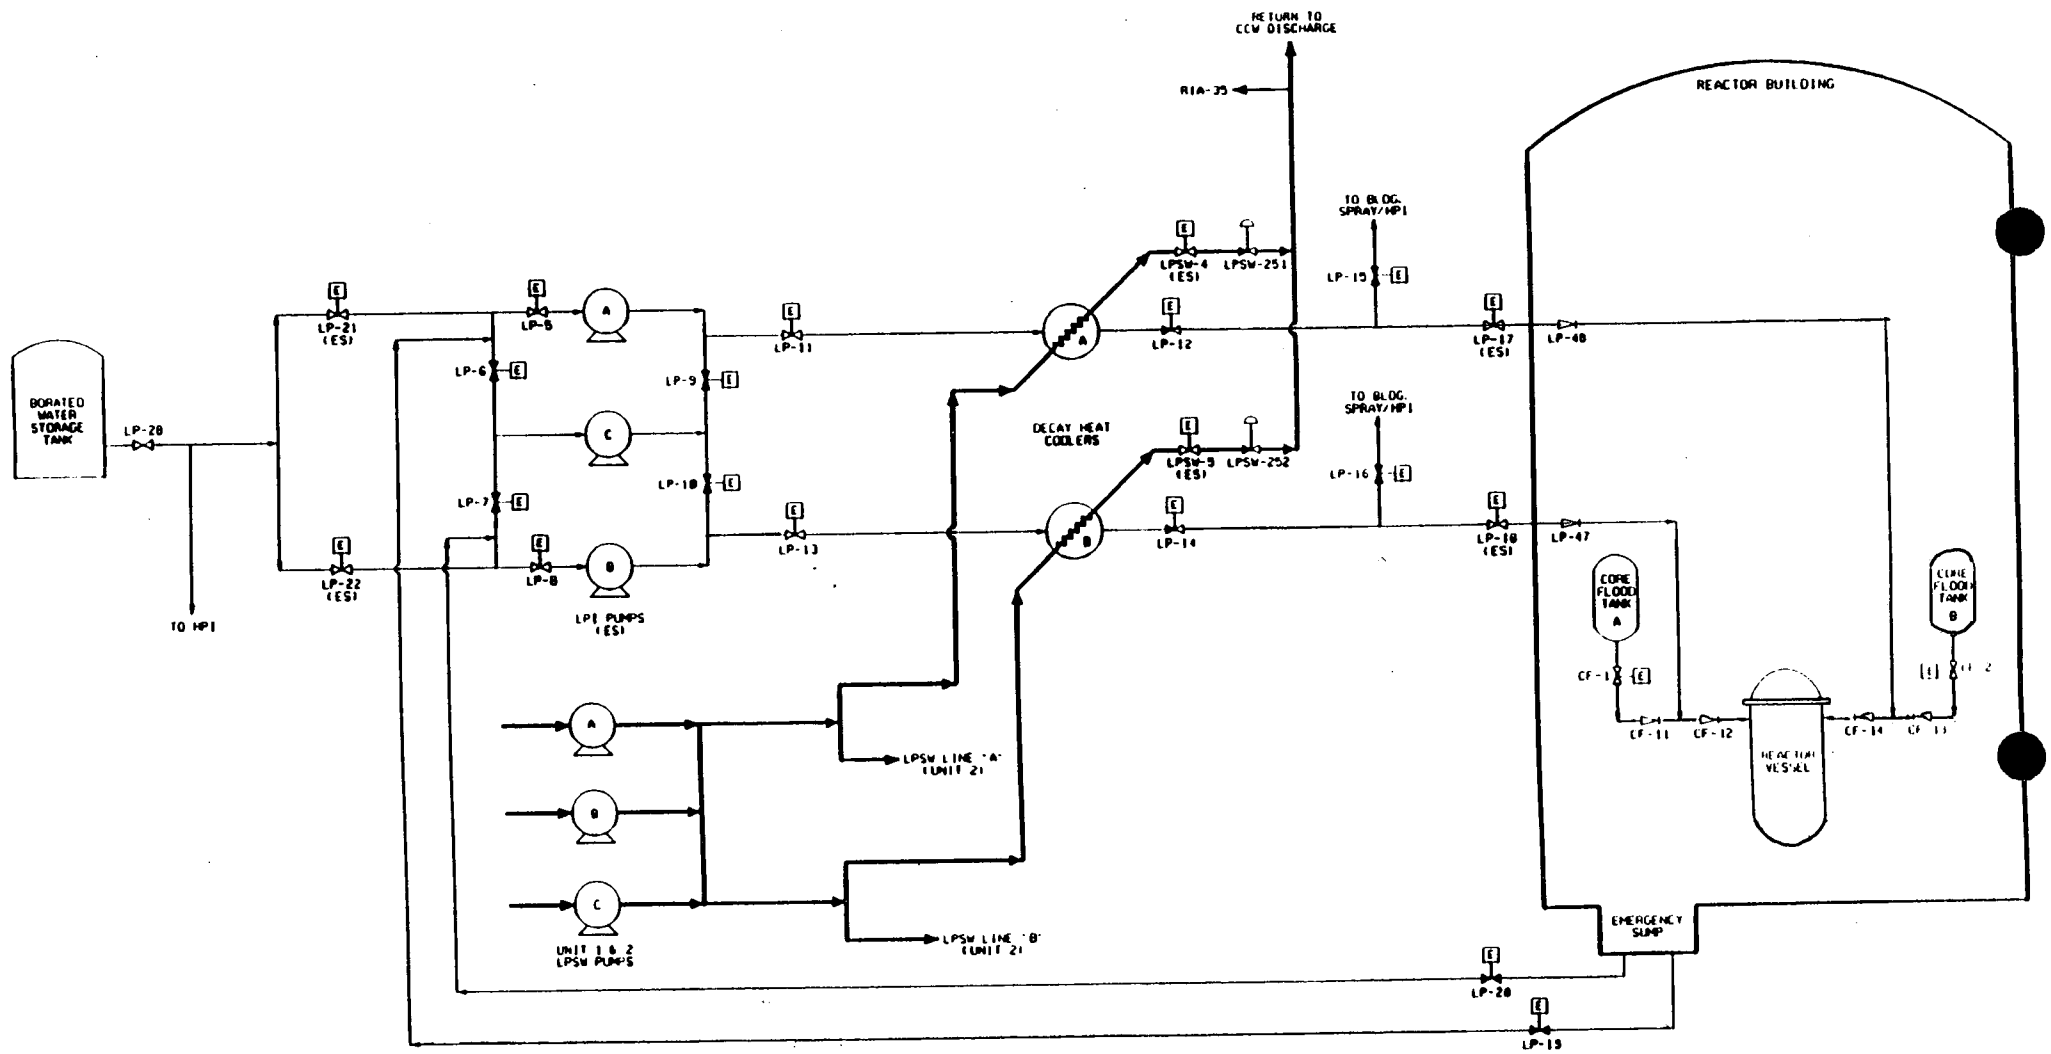 RETURN TO
CCW DISCHARGE
RIA-35
REACTOR BUILDING
TO BLDG.
SPRAY/HPI
E
LPSW-4
(ES)
LPSW-251
LP-15
E
E
LP-21
(ES)
E
LP-5
A
E
LP-11
A
E
LP-12
E
LP-17
(ES)
LP-48
LP-6
E
LP-9
E
BORATED
WATER
STORAGE
TANK
LP-28
C
DECAY HEAT
COOLERS
TO BLDG.
SPRAY/HPI
E
LPSW-5
(ES)
LPSW-252
LP-16
E
LP-7
E
LP-10
E
E
LP-22
(ES)
E
LP-8
B
E
LP-13
B
E
LP-14
E
LP-18
(ES)
LP-47
LPI PUMPS
(ES)
TO HPI
CORE
FLOOD
TANK
A
CORE
FLOOD
TANK
B
CF-1
E
CF-11
CF-12
CF-14
CF-13
REACTOR
VESSEL
A
LPSW LINE 'A'
(UNIT 2)
B
C
UNIT 1 & 2
LPSW PUMPS
LPSW LINE 'B'
(UNIT 2)
EMERGENCY
SUMP
E
LP-20
E
LP-19